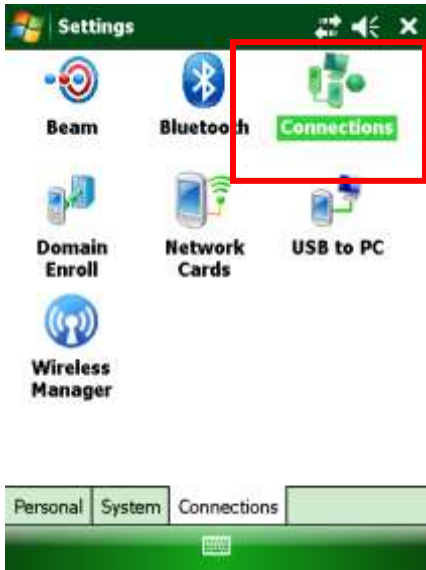 Settings
Beam Bluetooth Connections
Domain Enroll Network Cards USB to PC
Wireless Manager
Personal System Connections